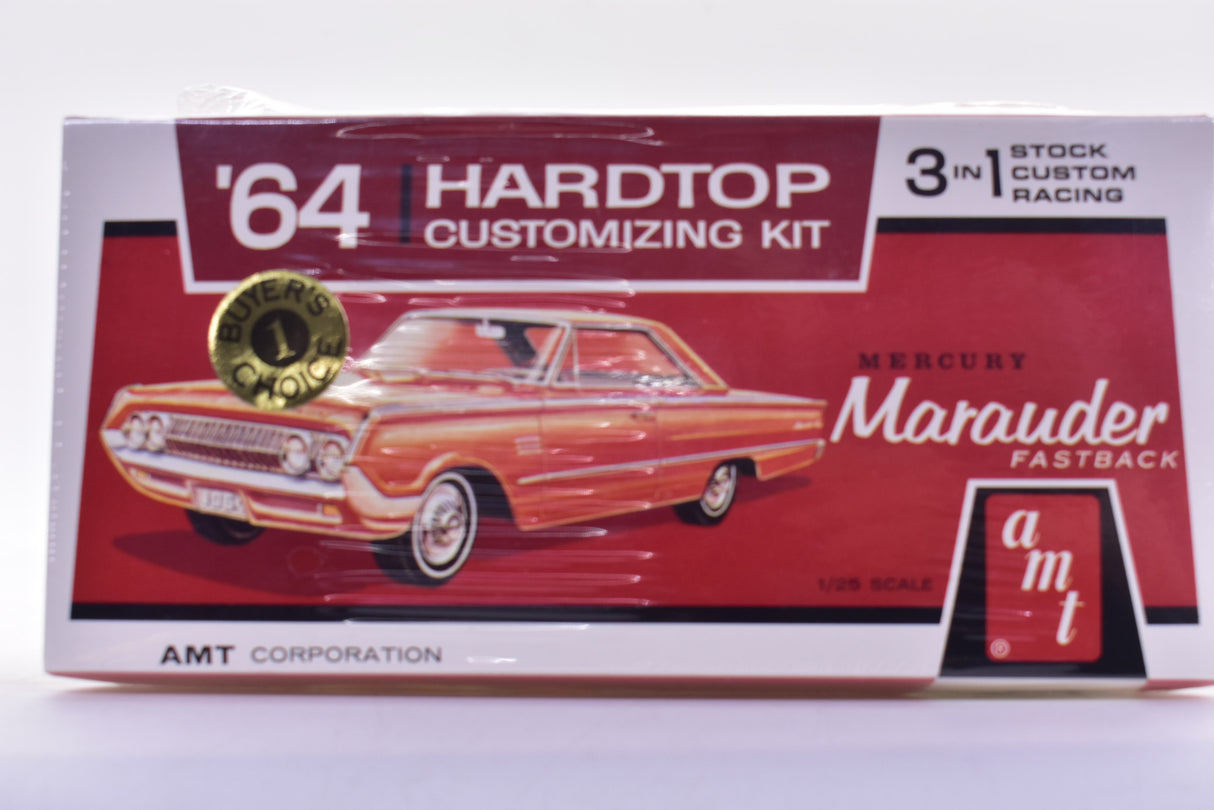 '64 HARDTOP
CUSTOMIZING KIT
3 IN 1 STOCK
CUSTOM
RACING
BUYER'S
1
CHOICE
MERCURY
Marauder
FASTBACK
1/25 SCALE
amt
®
AMT CORPORATION